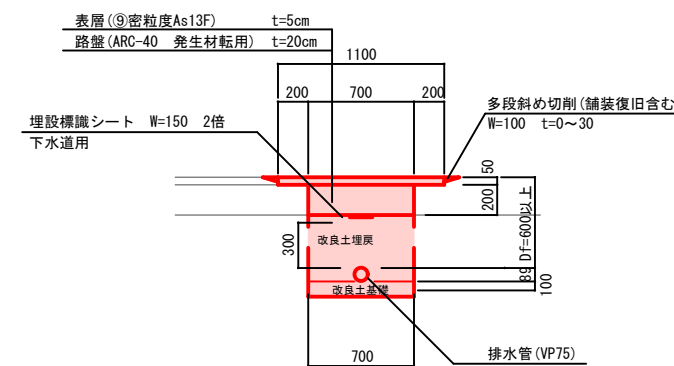 表層(⑨密粒度As13F) t=5cm
路盤(ARC-40 発生材転用) t=20cm
1100
200 700 200
多段斜め切削(舗装復旧含む
W=100 t=0～30
埋設標識シート W=150 2倍
下水道用
50
200
300
改良土埋戻
Df=600以上
89
100
改良土基礎
700
排水管(VP75)